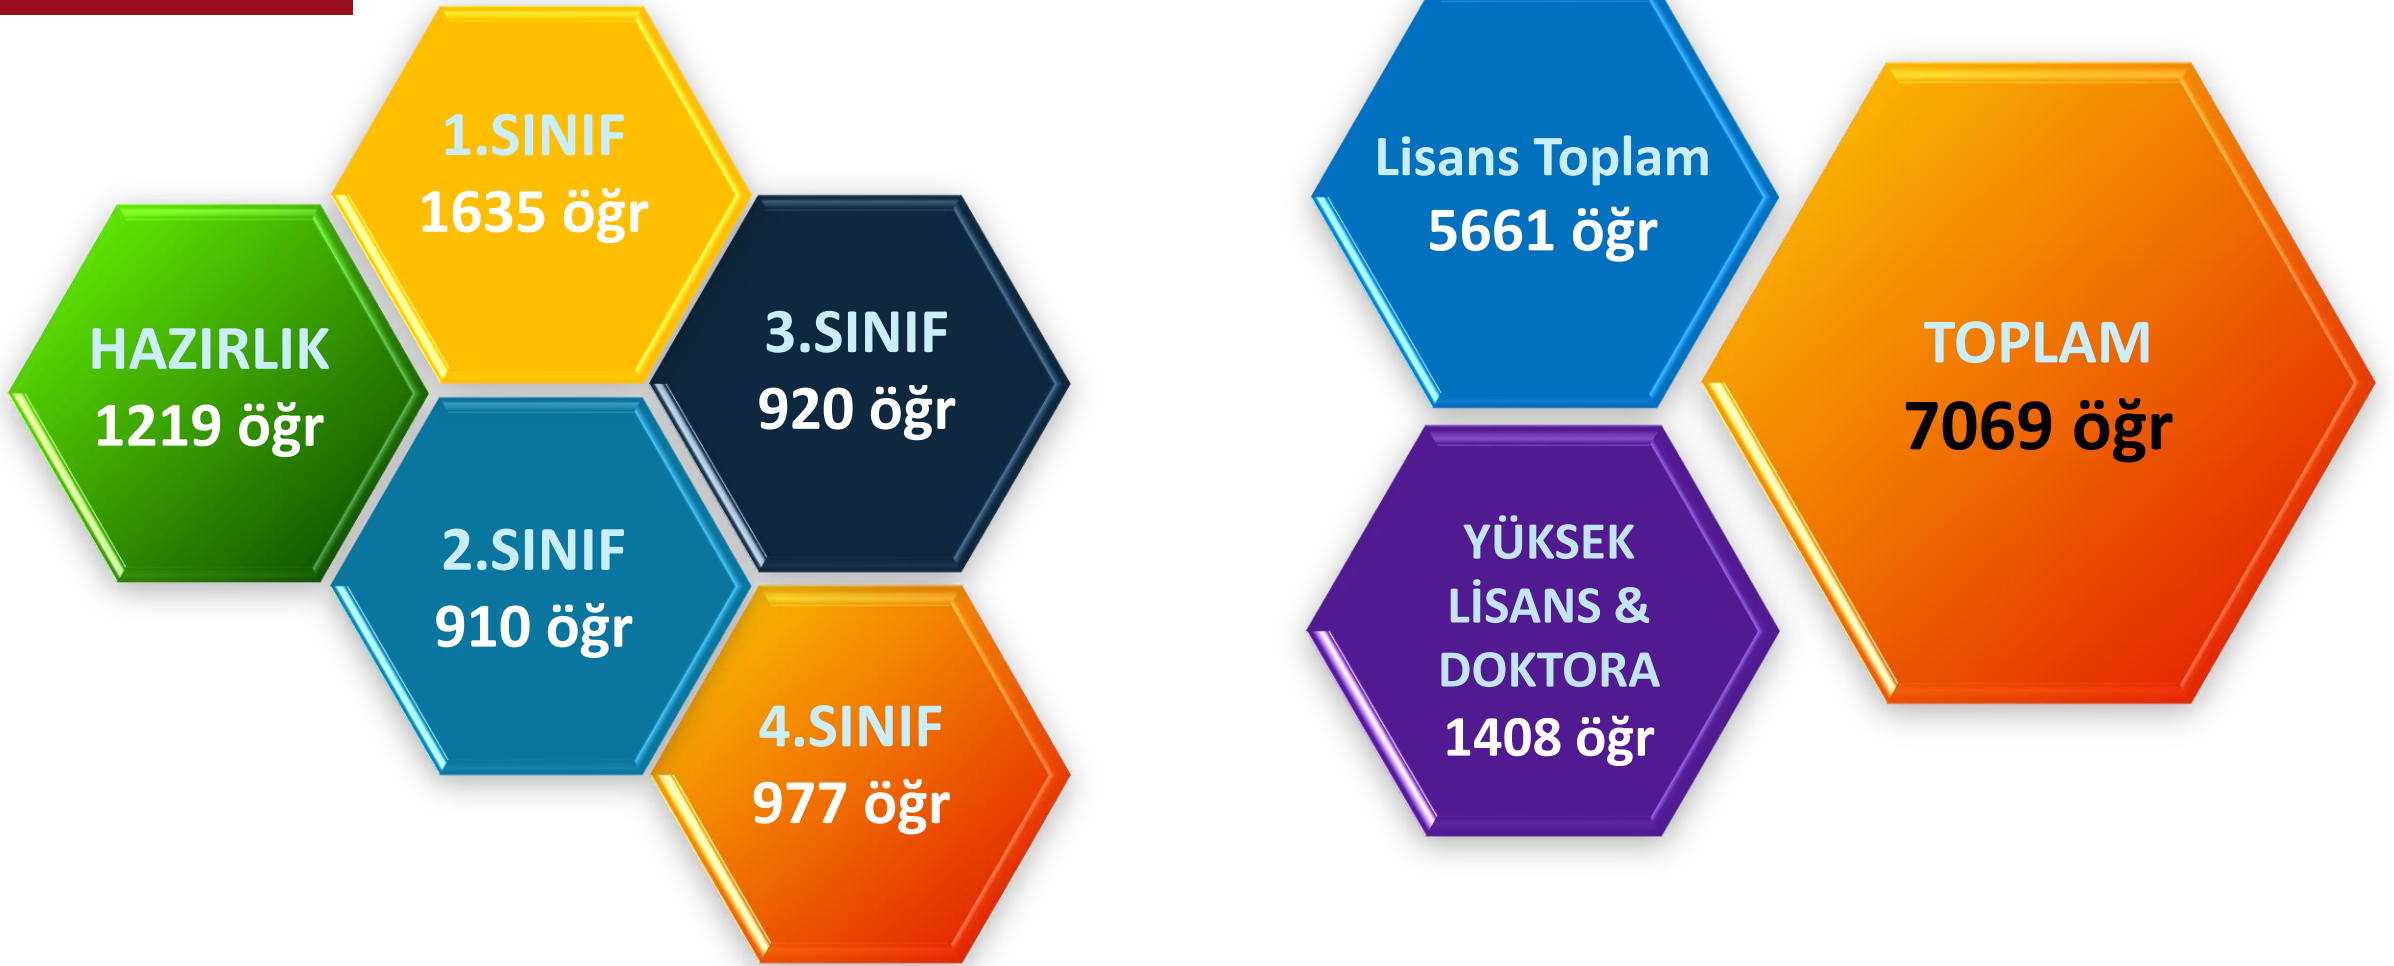 HAZIRLIK
1219 öğr
1.SINIF
1635 öğr
2.SINIF
910 öğr
3.SINIF
920 öğr
4.SINIF
977 öğr
Lisans Toplam
5661 öğr
YÜKSEK
LİSANS &
DOKTORA
1408 öğr
TOPLAM
7069 öğr